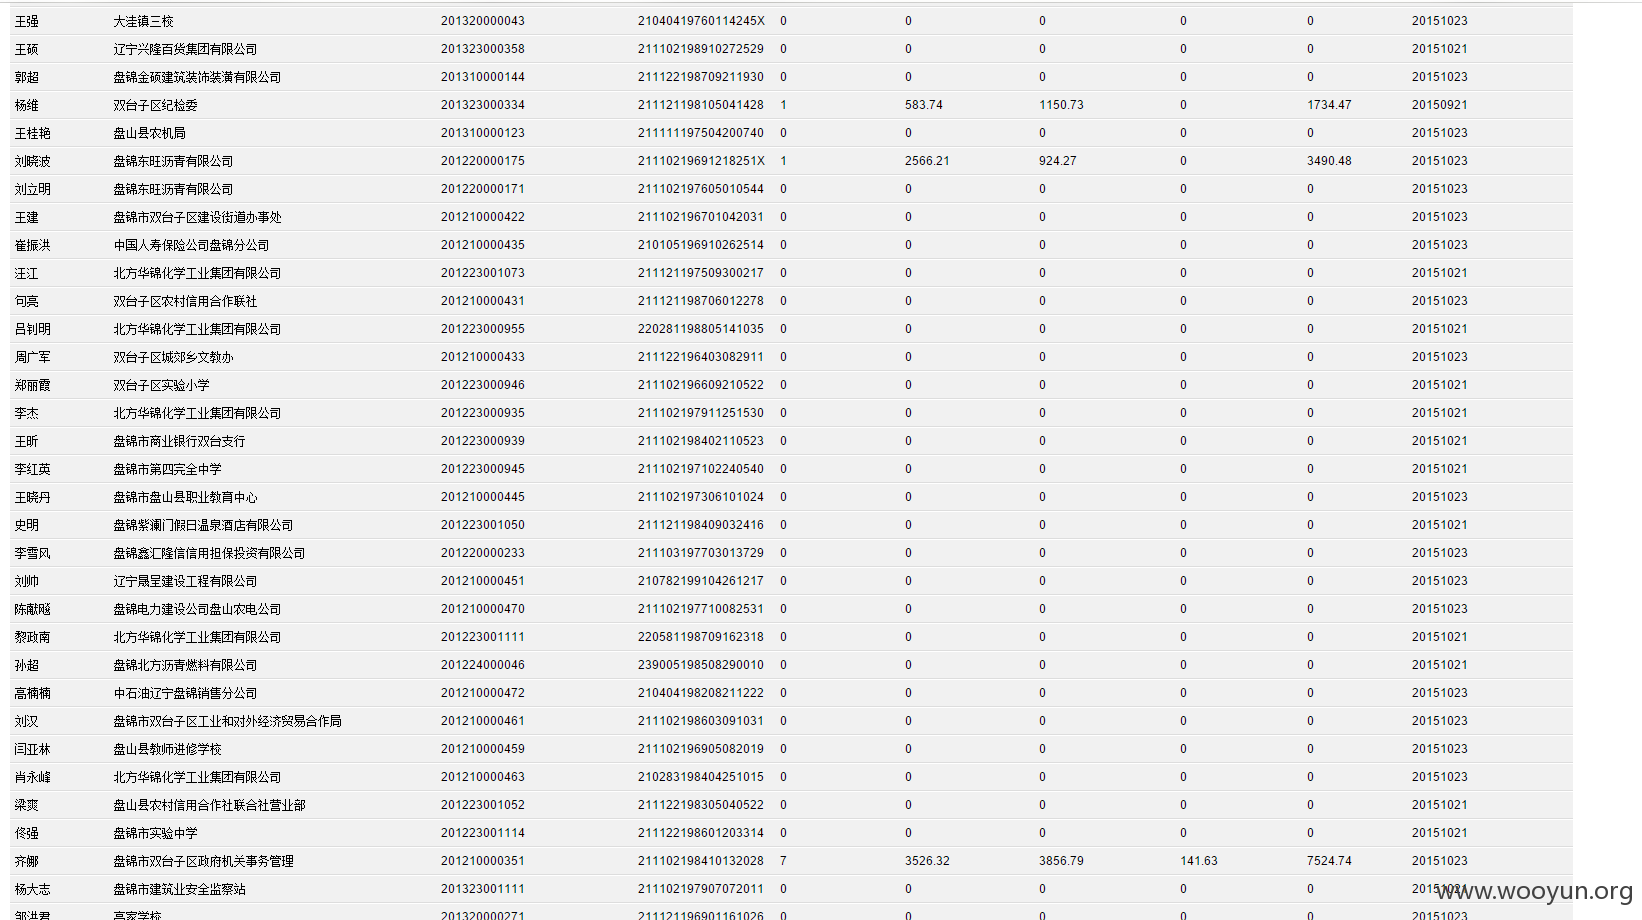 王强 大洼镇三校 201320000043 21040419760114245X 0 0 0 0 0 20151023
王硕 辽宁兴隆百货集团有限公司 201323000358 211102198910272529 0 0 0 0 0 20151021
郭超 盘锦金硕建筑装饰装潢有限公司 201310000144 211122198709211930 0 0 0 0 0 20151023
杨维 双台子区纪检委 201323000334 211121198105041428 1 583.74 1150.73 0 1734.47 20150921
王桂艳 盘山县农机局 201310000123 211111197504200740 0 0 0 0 0 20151023
刘晓波 盘锦东旺沥青有限公司 201220000175 21110219691218251X 1 2566.21 924.27 0 3490.48 20151023
刘立明 盘锦东旺沥青有限公司 201220000171 211102197605010544 0 0 0 0 0 20151023
王建 盘锦市双台子区建设街道办事处 201210000422 211102196701042031 0 0 0 0 0 20151023
崔振洪 中国人寿保险公司盘锦分公司 201210000435 210105196910262514 0 0 0 0 0 20151023
汪江 北方华锦化学工业集团有限公司 201223001073 211121197509300217 0 0 0 0 0 20151021
句亮 双台子区农村信用合作联社 201210000431 211121198706012278 0 0 0 0 0 20151023
吕钊明 北方华锦化学工业集团有限公司 201223000955 220281198805141035 0 0 0 0 0 20151021
周广军 双台子区城郊乡文教办 201210000433 211122196403082911 0 0 0 0 0 20151023
郑丽霞 双台子区实验小学 201223000946 211102196609210522 0 0 0 0 0 20151021
李杰 北方华锦化学工业集团有限公司 201223000935 211102197911251530 0 0 0 0 0 20151021
王昕 盘锦市商业银行双台支行 201223000939 211102198402110523 0 0 0 0 0 20151021
李红英 盘锦市第四完全中学 201223000945 211102197102240540 0 0 0 0 0 20151021
王晓丹 盘锦市盘山县职业教育中心 201210000445 211102197306101024 0 0 0 0 0 20151023
史明 盘锦紫澜门假日温泉酒店有限公司 201223001050 211121198409032416 0 0 0 0 0 20151021
李雪风 盘锦鑫汇隆信信用担保投资有限公司 201220000233 211103197703013729 0 0 0 0 0 20151023
刘帅 辽宁晟呈建设工程有限公司 201210000451 210782199104261217 0 0 0 0 0 20151023
陈献飚 盘锦电力建设公司盘山农电公司 201210000470 211102197710082531 0 0 0 0 0 20151023
黎政南 北方华锦化学工业集团有限公司 201223001111 220581198709162318 0 0 0 0 0 20151021
孙超 盘锦北方沥青燃料有限公司 201224000046 239005198508290010 0 0 0 0 0 20151021
高楠楠 中石油辽宁盘锦销售分公司 201210000472 210404198208211222 0 0 0 0 0 20151023
刘汉 盘锦市双台子区工业和对外经济贸易合作局 201210000461 211102198603091031 0 0 0 0 0 20151023
闫亚林 盘山县教师进修学校 201210000459 211102196905082019 0 0 0 0 0 20151023
肖永峰 北方华锦化学工业集团有限公司 201210000463 210283198404251015 0 0 0 0 0 20151023
梁爽 盘山县农村信用合作社联合社营业部 201223001052 211122198305040522 0 0 0 0 0 20151021
佟强 盘锦市实验中学 201223001114 211122198601203314 0 0 0 0 0 20151021
齐娜 盘锦市双台子区政府机关事务管理 201210000351 211102198410132028 7 3526.32 3856.79 141.63 7524.74 20151023
杨大志 盘锦市建筑业安全监察站 201323001111 211102197907072011 0 0 0 0 0 20151021
www.wooyun.org
邹洪君 高家学校 201320000271 211121196901161026 0 0 0 0 0 20151023